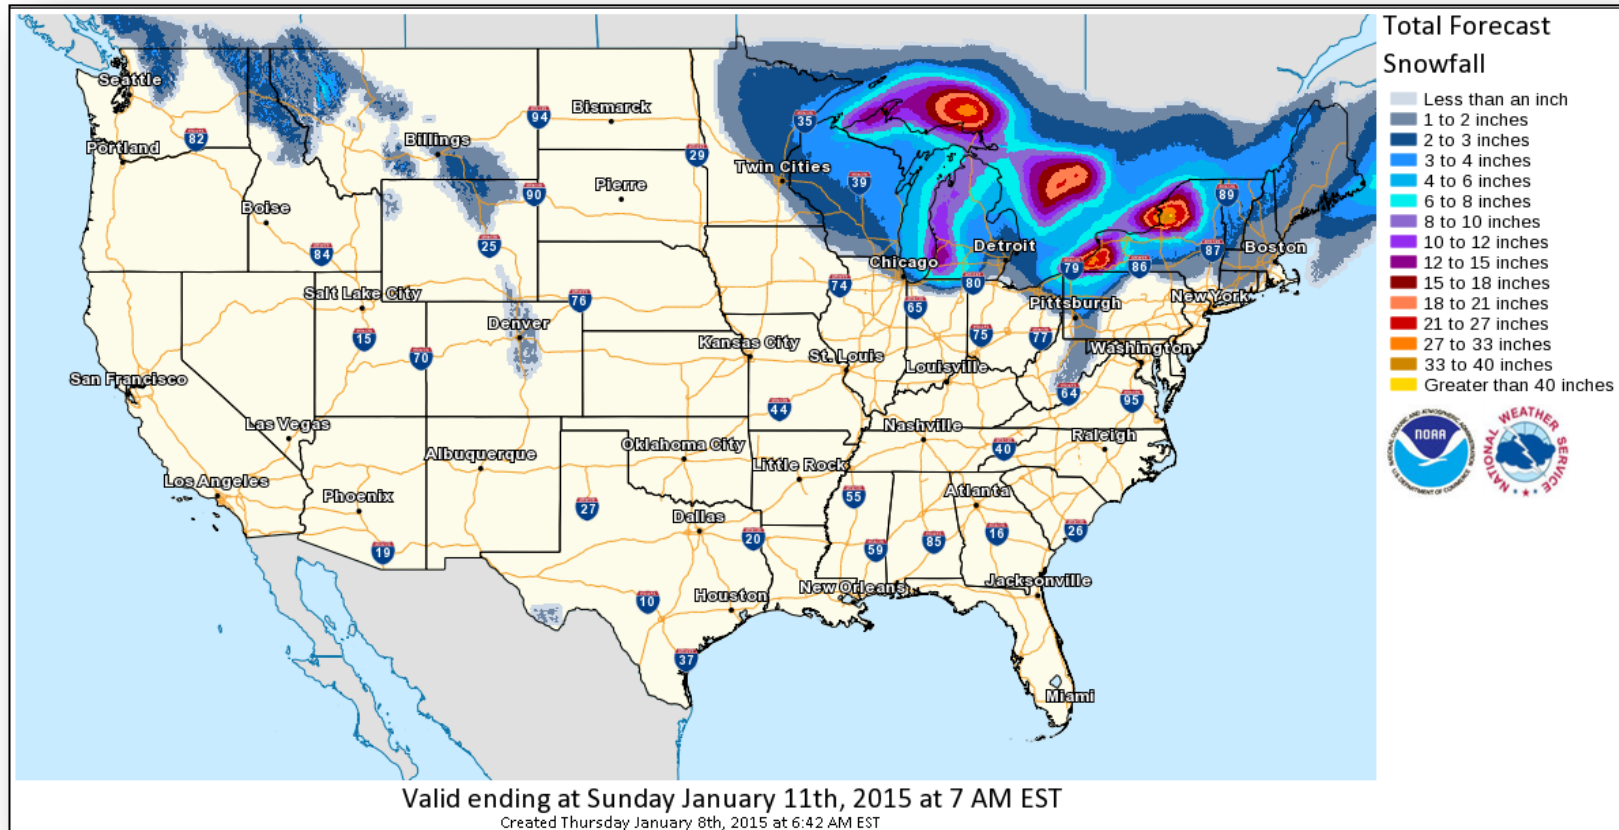 Total Forecast
Snowfall
Less than an inch
1 to 2 inches
2 to 3 inches
3 to 4 inches
4 to 6 inches
6 to 8 inches
8 to 10 inches
10 to 12 inches
12 to 15 inches
15 to 18 inches
18 to 21 inches
21 to 27 inches
27 to 33 inches
33 to 40 inches
Greater than 40 inches
NOAA
NATIONAL WEATHER SERVICE
Seattle
94
Bismarck
35
82
Portland
Billings
29
Twin Cities
39
Pierre
90
89
Boise
25
84
Detroit
Boston
87
Chicago
79
86
80
74
Salt Lake City
76
65
Pittsburgh
New York
Denver
15
70
Kansas City
75
77
St. Louis
Washington
Louisville
San Francisco
64
95
44
Las Vegas
Nashville
Raleigh
Albuquerque
Oklahoma City
40
Little Rock
Los Angeles
Phoenix
55
Atlanta
27
Dallas
20
59
85
16
26
19
New Orleans
Jacksonville
10
Houston
37
Miami
Valid ending at Sunday January 11th, 2015 at 7 AM EST
Created Thursday January 8th, 2015 at 6:42 AM EST